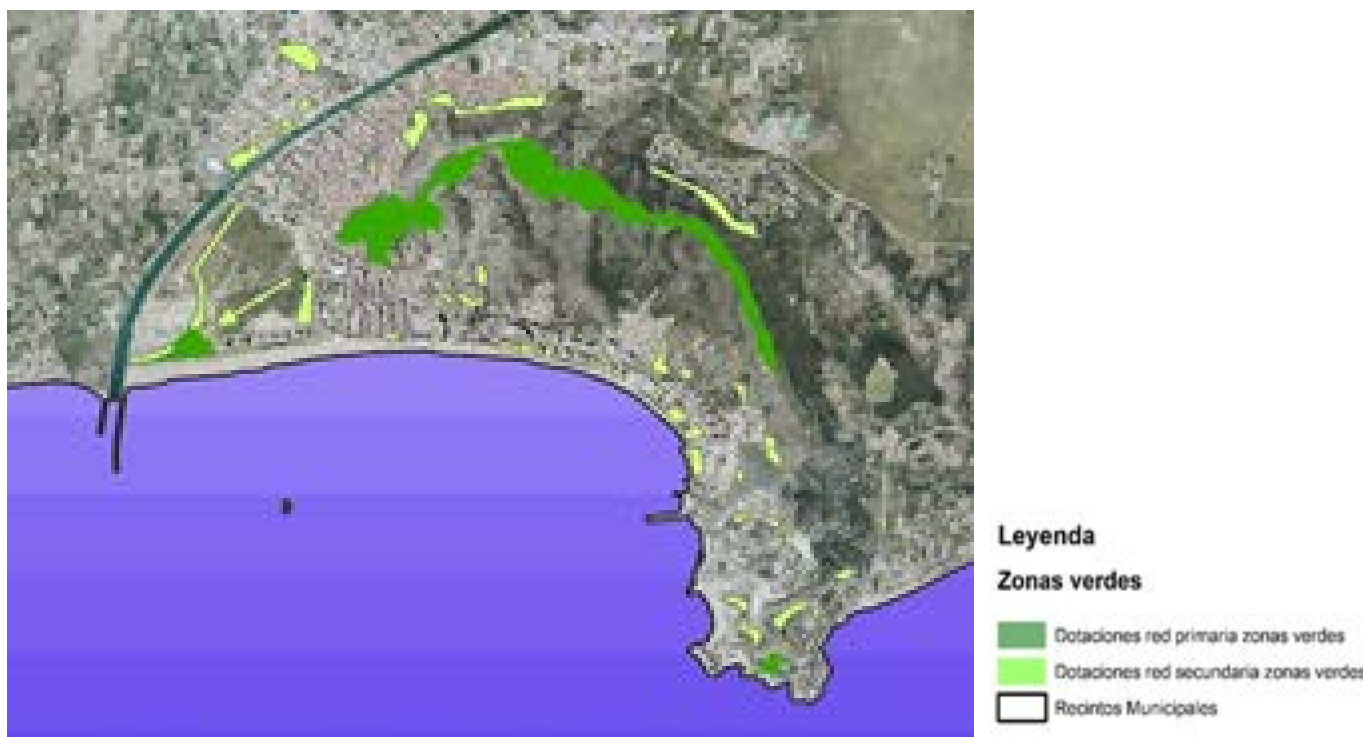 Leyenda
Zonas verdes
Dotaciones red primaria zonas verdes
Dotaciones red secundaria zonas verdes
Recintos Municipales